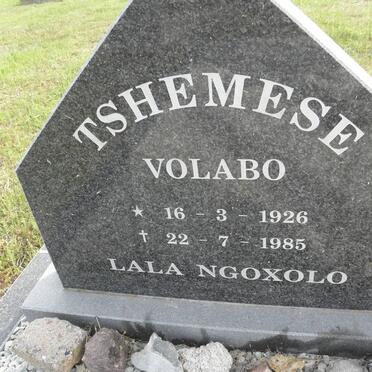 TSHEMESE
VOLABO
★ 16 - 3 - 1926
✝ 22 - 7 - 1985
LALA NGOXOLO